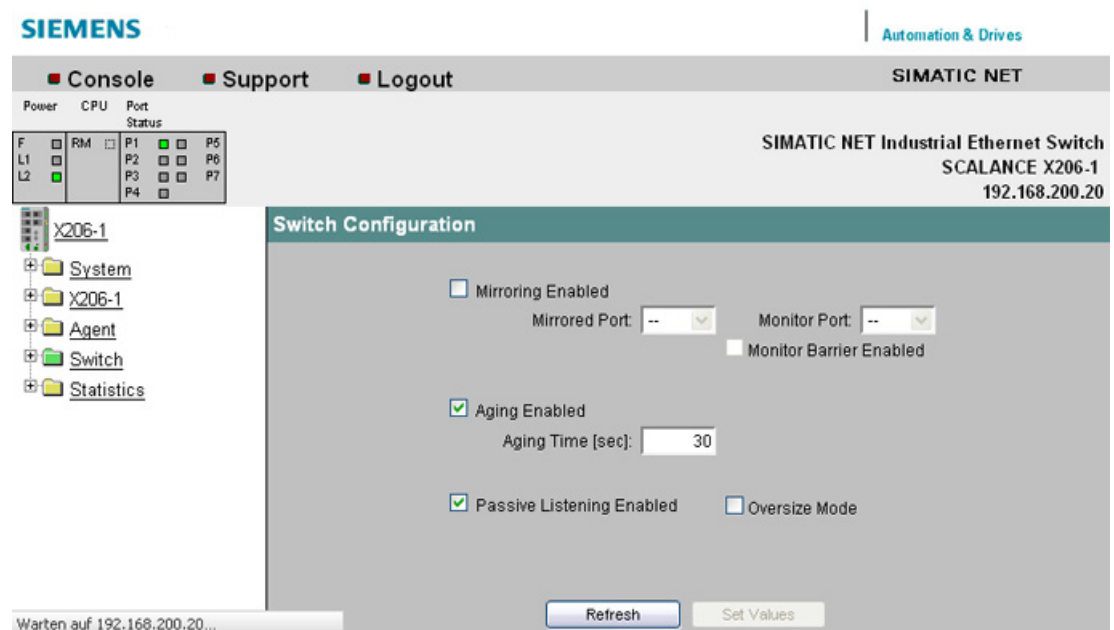 SIEMENS
Automation & Drives
Console Support Logout SIMATIC NET
Power CPU Port Status
F RM P1 P5
L1 P2 P6
L2 P3 P7
P4
SIMATIC NET Industrial Ethernet Switch
SCALANCE X206-1
192.168.200.20
X206-1
System
X206-1
Agent
Switch
Statistics
Switch Configuration
Mirroring Enabled
Mirrored Port: -- Monitor Port: --
Monitor Barrier Enabled
Aging Enabled
Aging Time [sec]: 30
Passive Listening Enabled Oversize Mode
Refresh Set Values
Warten auf 192.168.200.20...